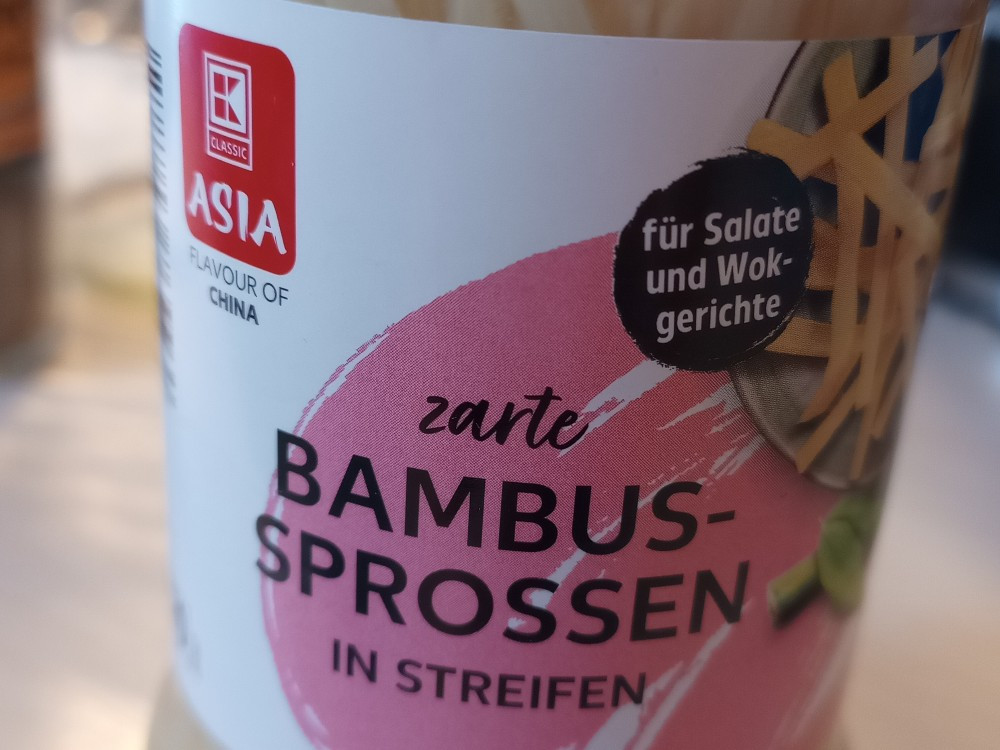 K
CLASSIC
ASIA
FLAVOUR OF
CHINA
für Salate
und Wok-
gerichte
zarte
BAMBUS-
SPROSSEN
IN STREIFEN